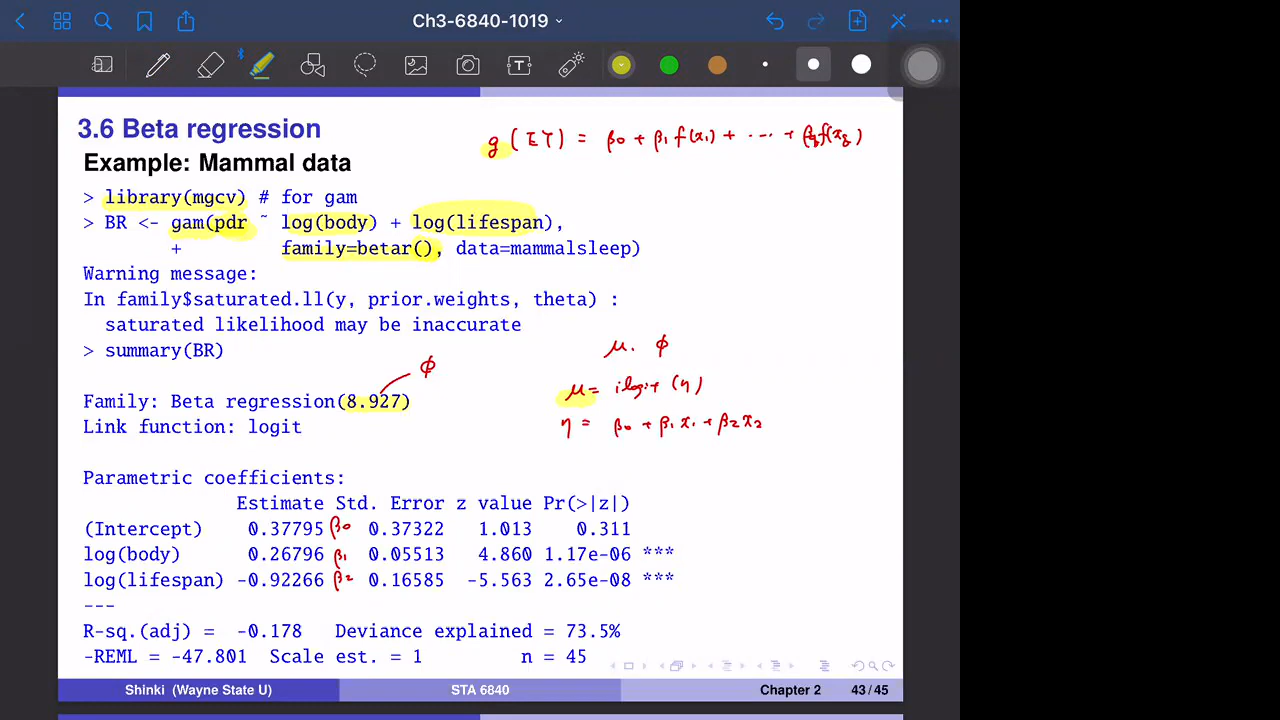 Ch3-6840-1019
3.6 Beta regression
g (EY) = β0 + β1 f(x1) + ... + βq f(xq)
Example: Mammal data
> library(mgcv) # for gam
> BR <- gam(pdr ~ log(body) + log(lifespan),
+ family=betar(), data=mammalsleep)
Warning message:
In family$saturated.ll(y, prior.weights, theta) :
saturated likelihood may be inaccurate
> summary(BR)
μ. φ
φ
μ = ilogit (η)
Family: Beta regression(8.927)
Link function: logit
η = β0 + β1 x1 + β2 x2
Parametric coefficients:
Estimate Std. Error z value Pr(>|z|)
(Intercept) 0.37795 β0 0.37322 1.013 0.311
log(body) 0.26796 β1 0.05513 4.860 1.17e-06 ***
log(lifespan) -0.92266 β2 0.16585 -5.563 2.65e-08 ***
---
R-sq.(adj) = -0.178 Deviance explained = 73.5%
-REML = -47.801 Scale est. = 1 n = 45
Shinki (Wayne State U) STA 6840 Chapter 2 43 / 45